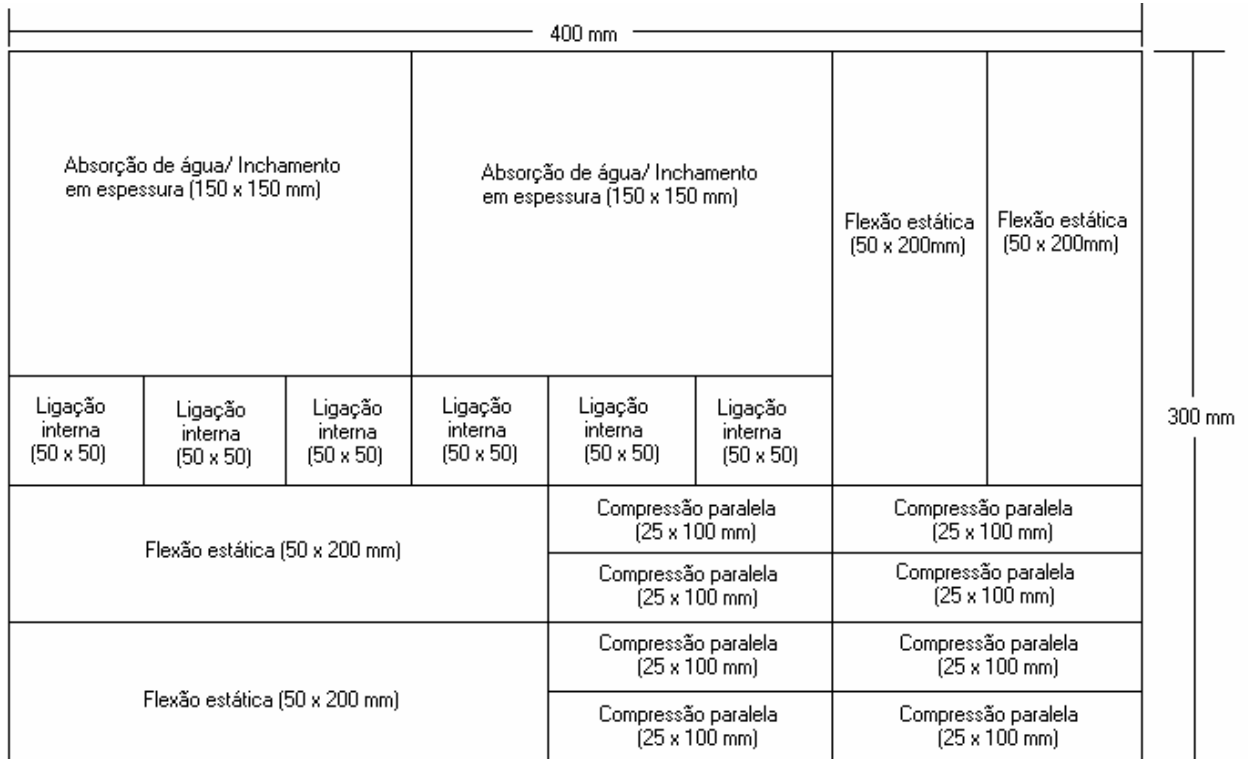 400 mm
Absorção de água/ Inchamento
em espessura (150 x 150 mm)
Absorção de água/ Inchamento
em espessura (150 x 150 mm)
Flexão estática
(50 x 200mm)
Flexão estática
(50 x 200mm)
Ligação
interna
(50 x 50)
Ligação
interna
(50 x 50)
Ligação
interna
(50 x 50)
Ligação
interna
(50 x 50)
Ligação
interna
(50 x 50)
Ligação
interna
(50 x 50)
300 mm
Flexão estática (50 x 200 mm)
Compressão paralela
(25 x 100 mm)
Compressão paralela
(25 x 100 mm)
Compressão paralela
(25 x 100 mm)
Compressão paralela
(25 x 100 mm)
Flexão estática (50 x 200 mm)
Compressão paralela
(25 x 100 mm)
Compressão paralela
(25 x 100 mm)
Compressão paralela
(25 x 100 mm)
Compressão paralela
(25 x 100 mm)